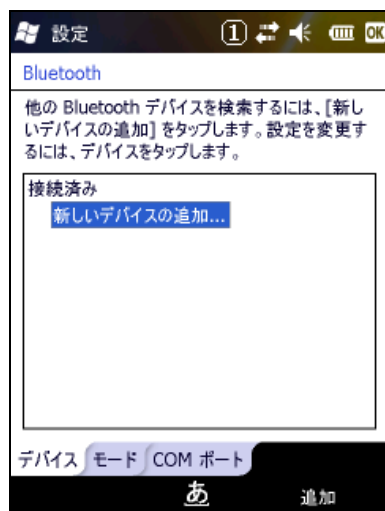 設定 1 OK
Bluetooth
他の Bluetooth デバイスを検索するには、[新し
いデバイスの追加] をタップします。設定を変更す
るには、デバイスをタップします。
接続済み
新しいデバイスの追加...
デバイス モード COM ポート
あ 追加